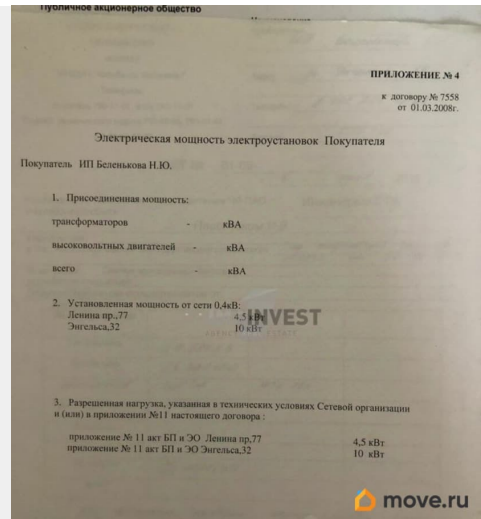 Публичное акционерное общество
ПРИЛОЖЕНИЕ № 4
к договору № 7558
от 01.03.2008г.
Электрическая мощность электроустановок Покупателя
Покупатель ИП Беленькова Н.Ю.
1. Присоединенная мощность:
трансформаторов - кВА
высоковольтных двигателей - кВА
всего - кВА
2. Установленная мощность от сети 0,4кВ:
Ленина пр.,77 4,5 кВт
Энгельса,32 10 кВт
INVEST
3. Разрешенная нагрузка, указанная в технических условиях Сетевой организации
и (или) в приложении №11 настоящего договора :
приложение № 11 акт БП и ЭО Ленина пр,77 4,5 кВт
приложение № 11 акт БП и ЭО Энгельса,32 10 кВт
move.ru